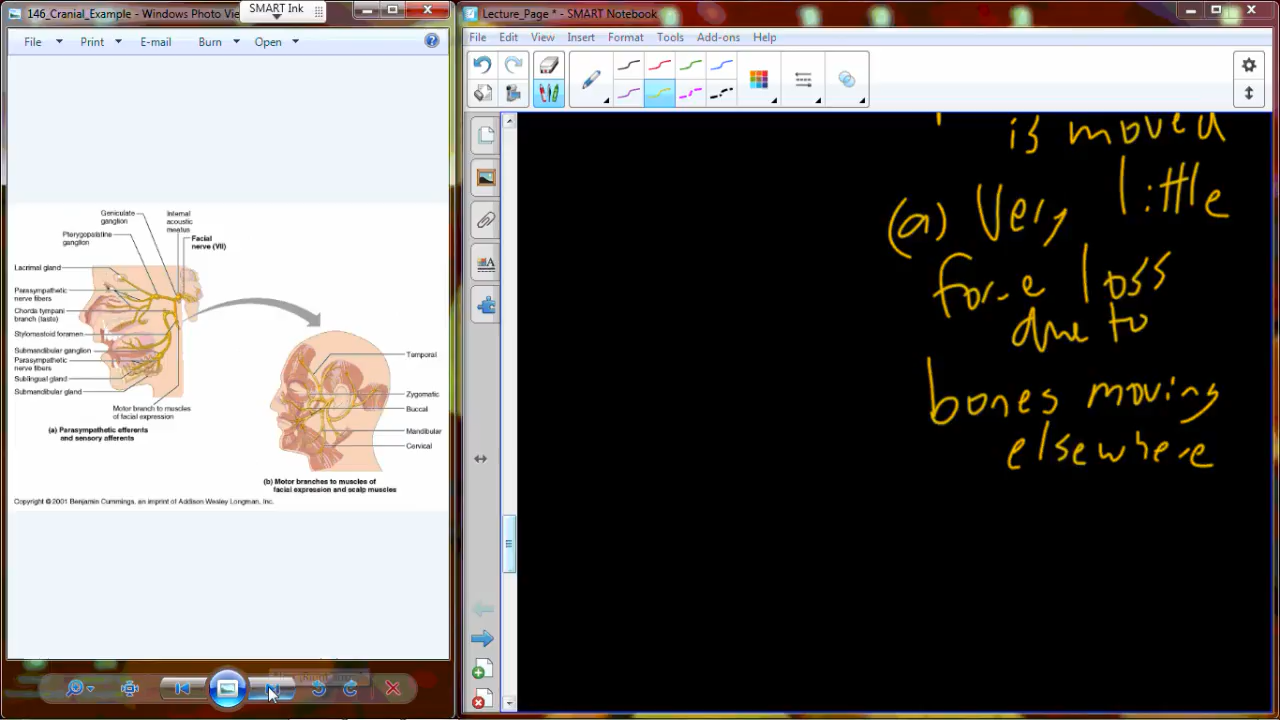 146_Cranial_Example - Windows Photo Vie
SMART Ink
File Print E-mail Burn Open
Geniculate
ganglion
Internal
acoustic
meatus
Pterygopalatine
ganglion
Facial
nerve (VII)
Lacrimal gland
Parasympathetic
nerve fibers
Chorda tympani
branch (taste)
Stylomastoid foramen
Submandibular ganglion
Parasympathetic
nerve fibers
Sublingual gland
Submandibular gland
Motor branch to muscles
of facial expression
(a) Parasympathetic efferents
and sensory afferents
Temporal
Zygomatic
Buccal
Mandibular
Cervical
(b) Motor branches to muscles of
facial expression and scalp muscles
Copyright © 2001 Benjamin Cummings, an imprint of Addison Wesley Longman, Inc.
Lecture_Page * - SMART Notebook
File Edit View Insert Format Tools Add-ons Help
is moved
(a) Very little
force loss
due to
bones moving
elsewhere